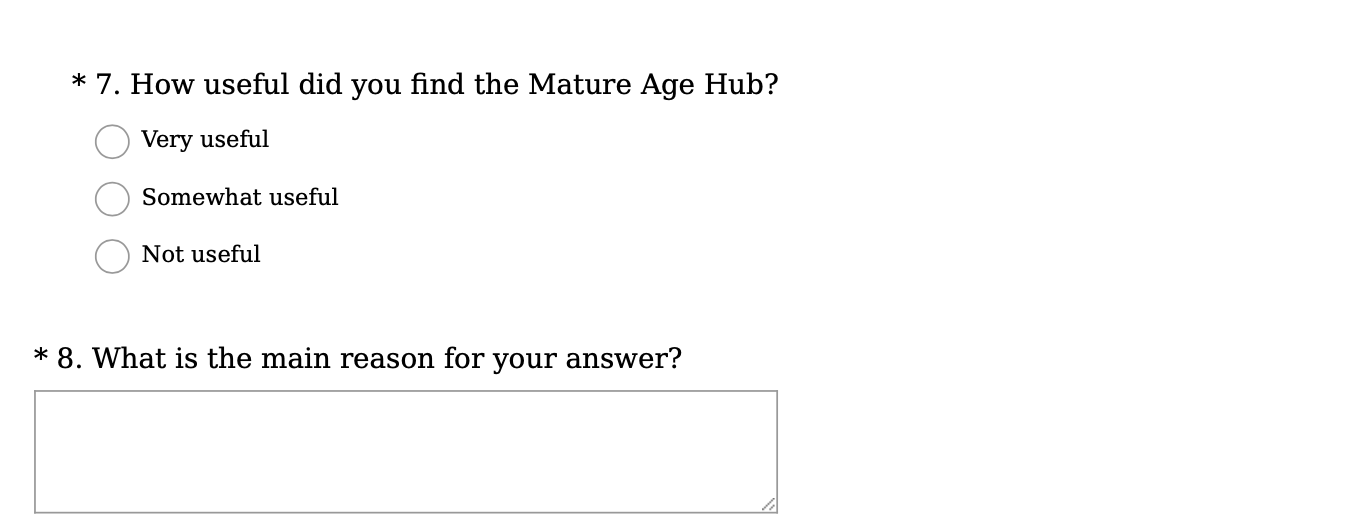 * 7. How useful did you find the Mature Age Hub?
Very useful
Somewhat useful
Not useful
* 8. What is the main reason for your answer?